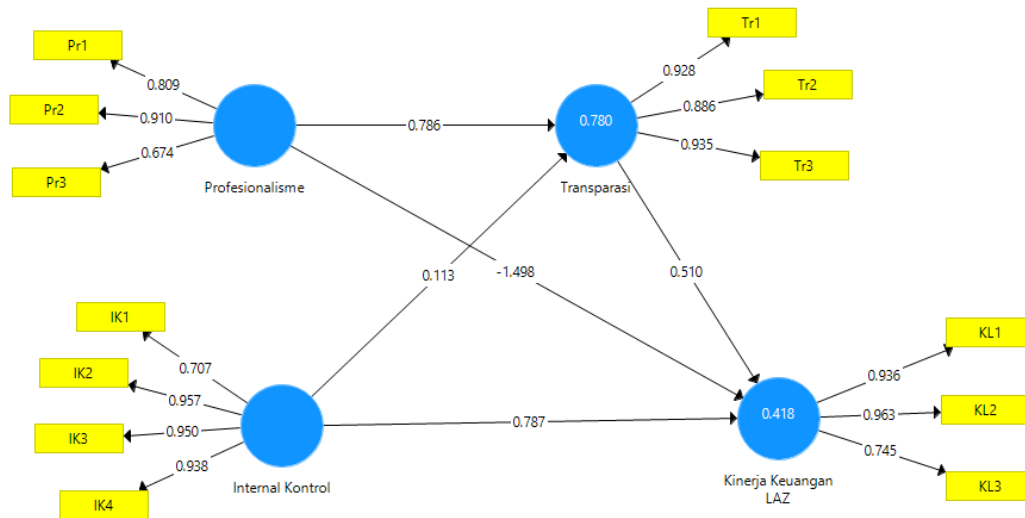 Pr1
0.809
Pr2
0.910
Pr3
0.674
Profesionalisme
0.786
Tr1
0.928
Tr2
0.886
Tr3
0.935
0.780
Transparasi
0.113
-1.498
0.510
IK1
0.707
IK2
0.957
IK3
0.950
IK4
0.938
Internal Kontrol
0.787
KL1
0.936
KL2
0.963
KL3
0.745
0.418
Kinerja Keuangan
LAZ